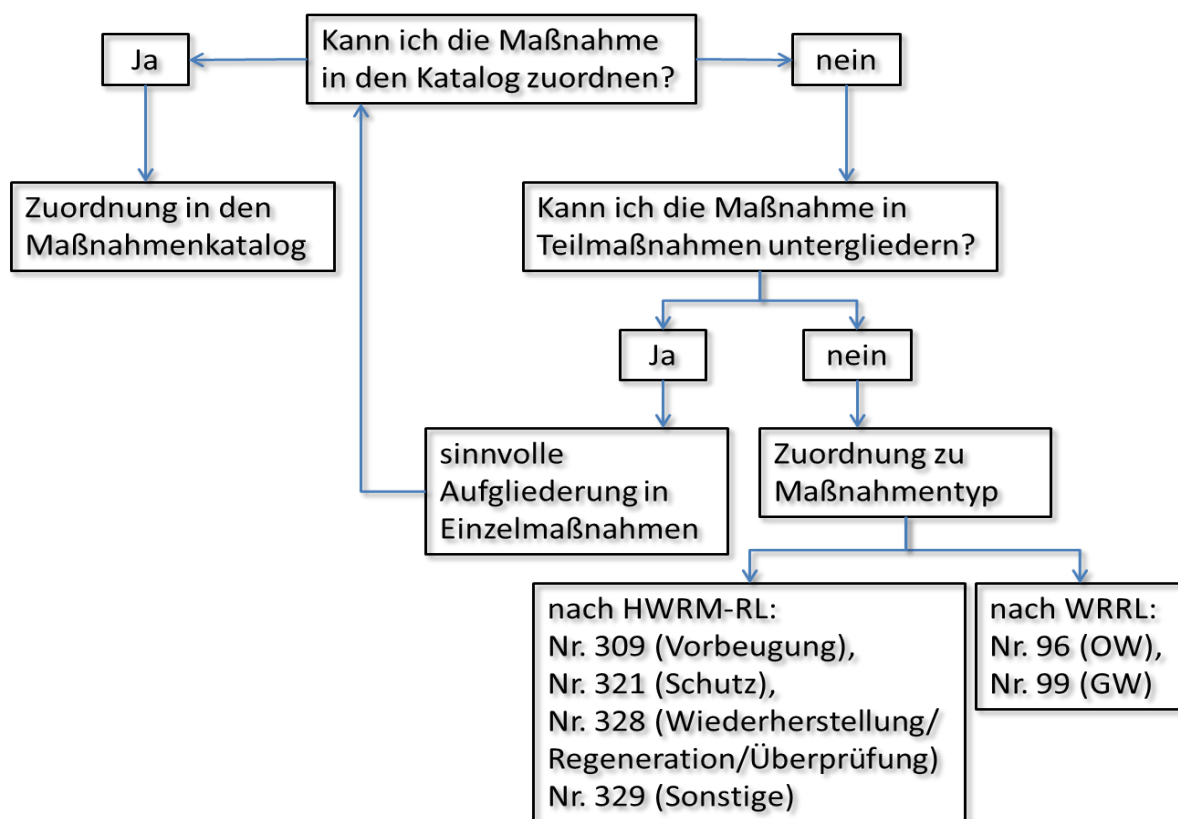 Kann ich die Maßnahme
in den Katalog zuordnen?
Ja
nein
Zuordnung in den
Maßnahmenkatalog
Kann ich die Maßnahme in
Teilmaßnahmen untergliedern?
Ja
nein
sinnvolle
Aufgliederung in
Einzelmaßnahmen
Zuordnung zu
Maßnahmentyp
nach HWRM-RL:
Nr. 309 (Vorbeugung),
Nr. 321 (Schutz),
Nr. 328 (Wiederherstellung/
Regeneration/Überprüfung)
Nr. 329 (Sonstige)
nach WRRL:
Nr. 96 (OW),
Nr. 99 (GW)